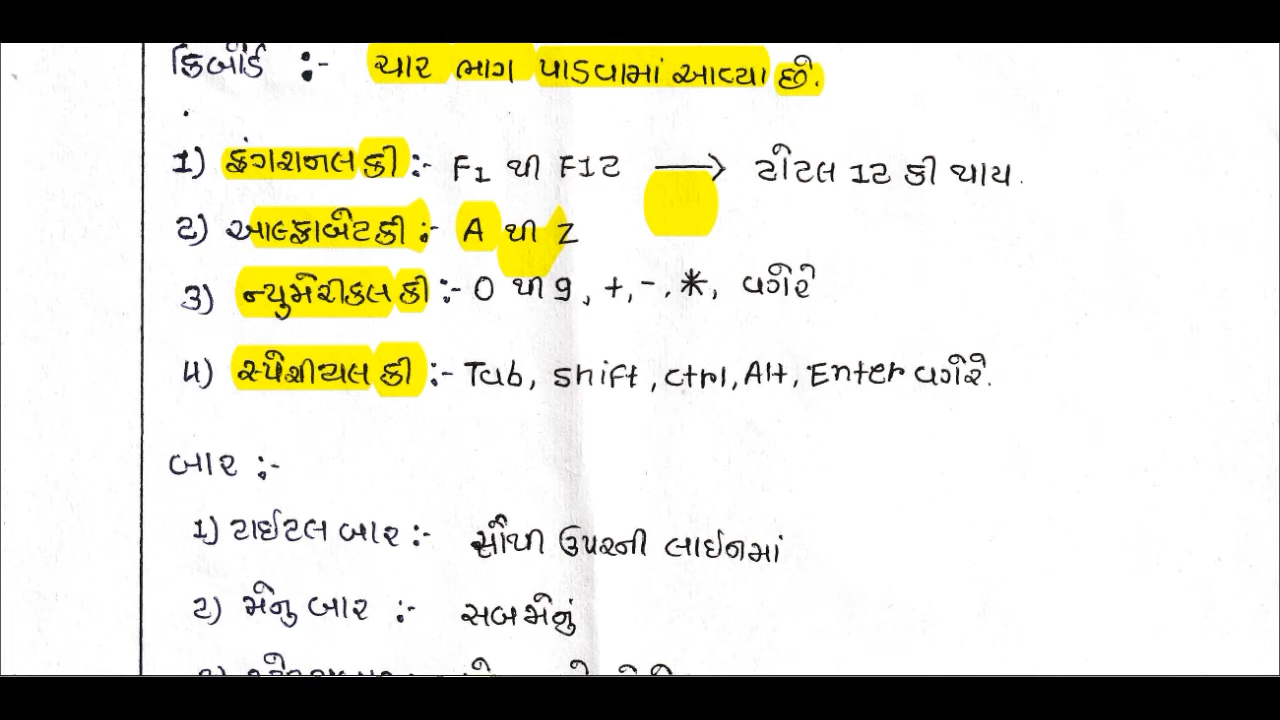 કિબોર્ડ :- ચાર ભાગ પાડવામાં આવ્યા છે.
1) ફંગશનલ કી :- F1 થી F12 → ટોટલ 12 કી થાય.
2) આલ્ફાબેટ કી :- A થી Z
3) ન્યુમેરીકલ કી :- 0 થી 9, +, -, *, વગેરે
4) સ્પેશીયલ કી :- Tab, Shift, Ctrl, Alt, Enter વગેરે.
બાર :-
1) ટાઈટલ બાર :- સૌથી ઉપરની લાઈનમાં
2) મેનુ બાર :- સબમેનું